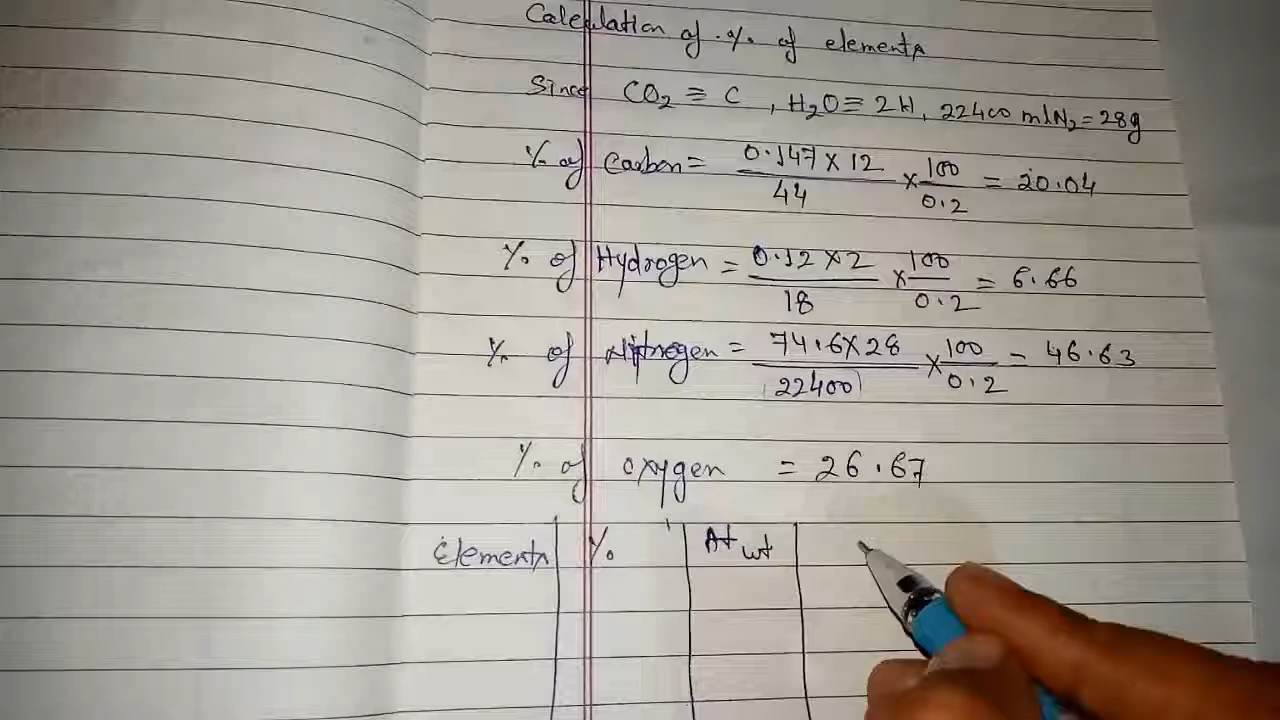 Calculation of % of elements
Since CO₂ ≡ C , H₂O ≡ 2H, 22400 ml N₂ = 28g
% of Carbon = 0.147 × 12 / 44 × 100 / 0.2 = 20.04
% of Hydrogen = 0.12 × 2 / 18 × 100 / 0.2 = 6.66
% of Nitrogen = 74.6 × 28 / 22400 × 100 / 0.2 = 46.63
% of oxygen = 26.67
Elements % At wt